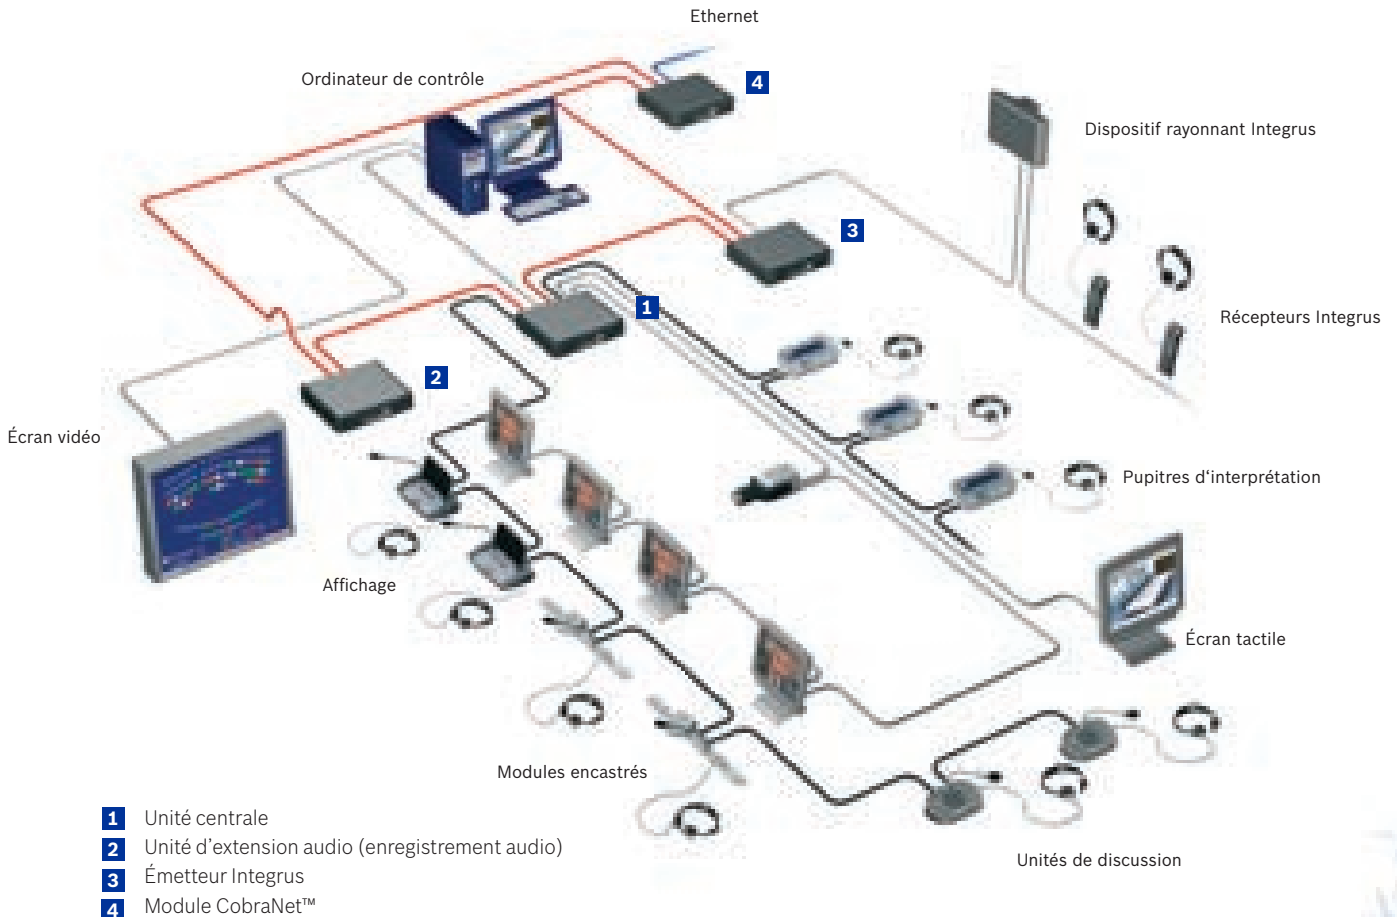 Ethernet
Ordinateur de contrôle
4
Dispositif rayonnant Integrus
3
1
Récepteurs Integrus
2
Écran vidéo
Pupitres d‘interprétation
Affichage
Écran tactile
Modules encastrés
Unités de discussion
1 Unité centrale
2 Unité d’extension audio (enregistrement audio)
3 Émetteur Integrus
4 Module CobraNet™